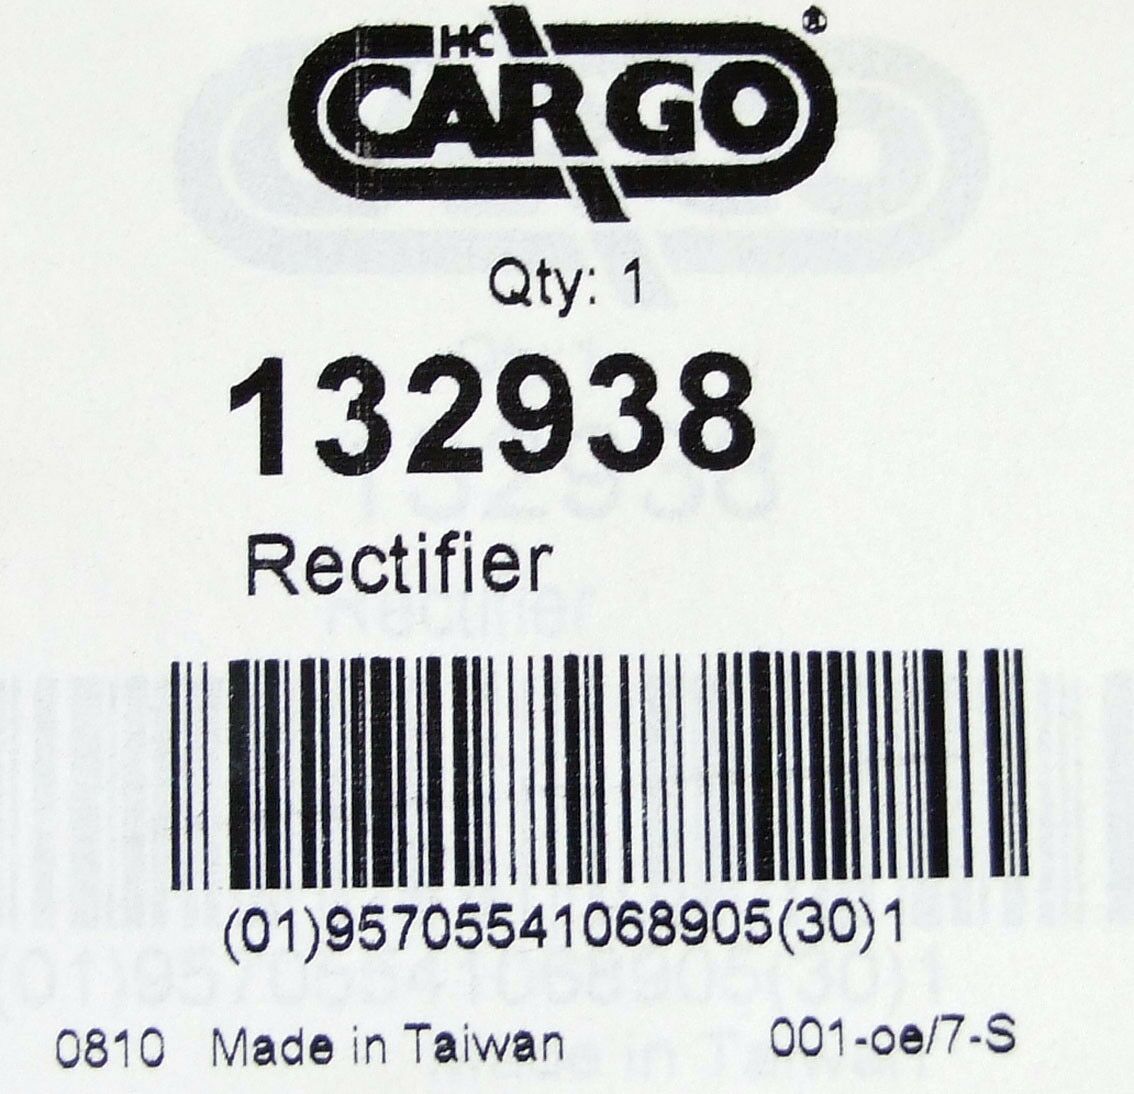 HC
CARGO®
Qty: 1
132938
Rectifier
(01)95705541068905(30)1
0810 Made in Taiwan 001-oe/7-S